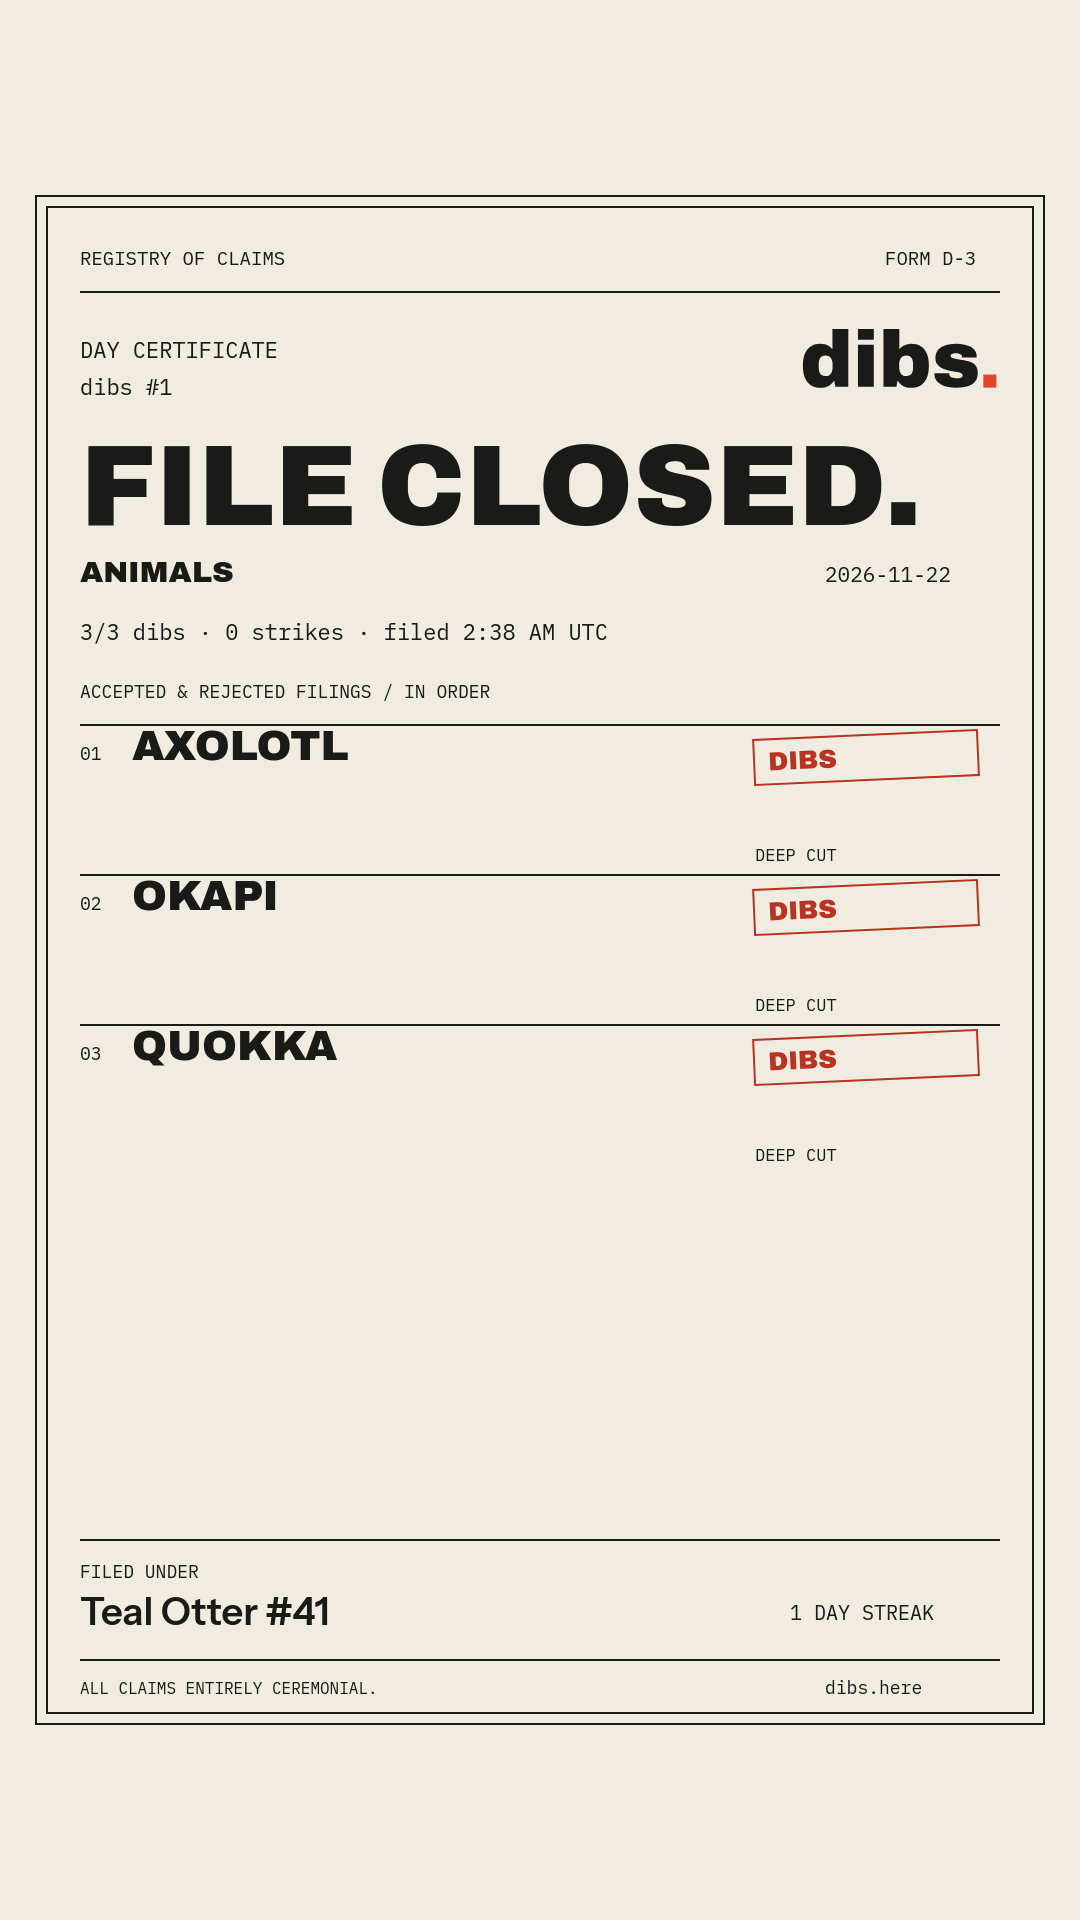 REGISTRY OF CLAIMS FORM D-3
DAY CERTIFICATE
dibs #1
dibs.
FILE CLOSED.
ANIMALS 2026-11-22
3/3 dibs · 0 strikes · filed 2:38 AM UTC
ACCEPTED & REJECTED FILINGS / IN ORDER
01 AXOLOTL DIBS
DEEP CUT
02 OKAPI DIBS
DEEP CUT
03 QUOKKA DIBS
DEEP CUT
FILED UNDER
Teal Otter #41 1 DAY STREAK
ALL CLAIMS ENTIRELY CEREMONIAL. dibs.here